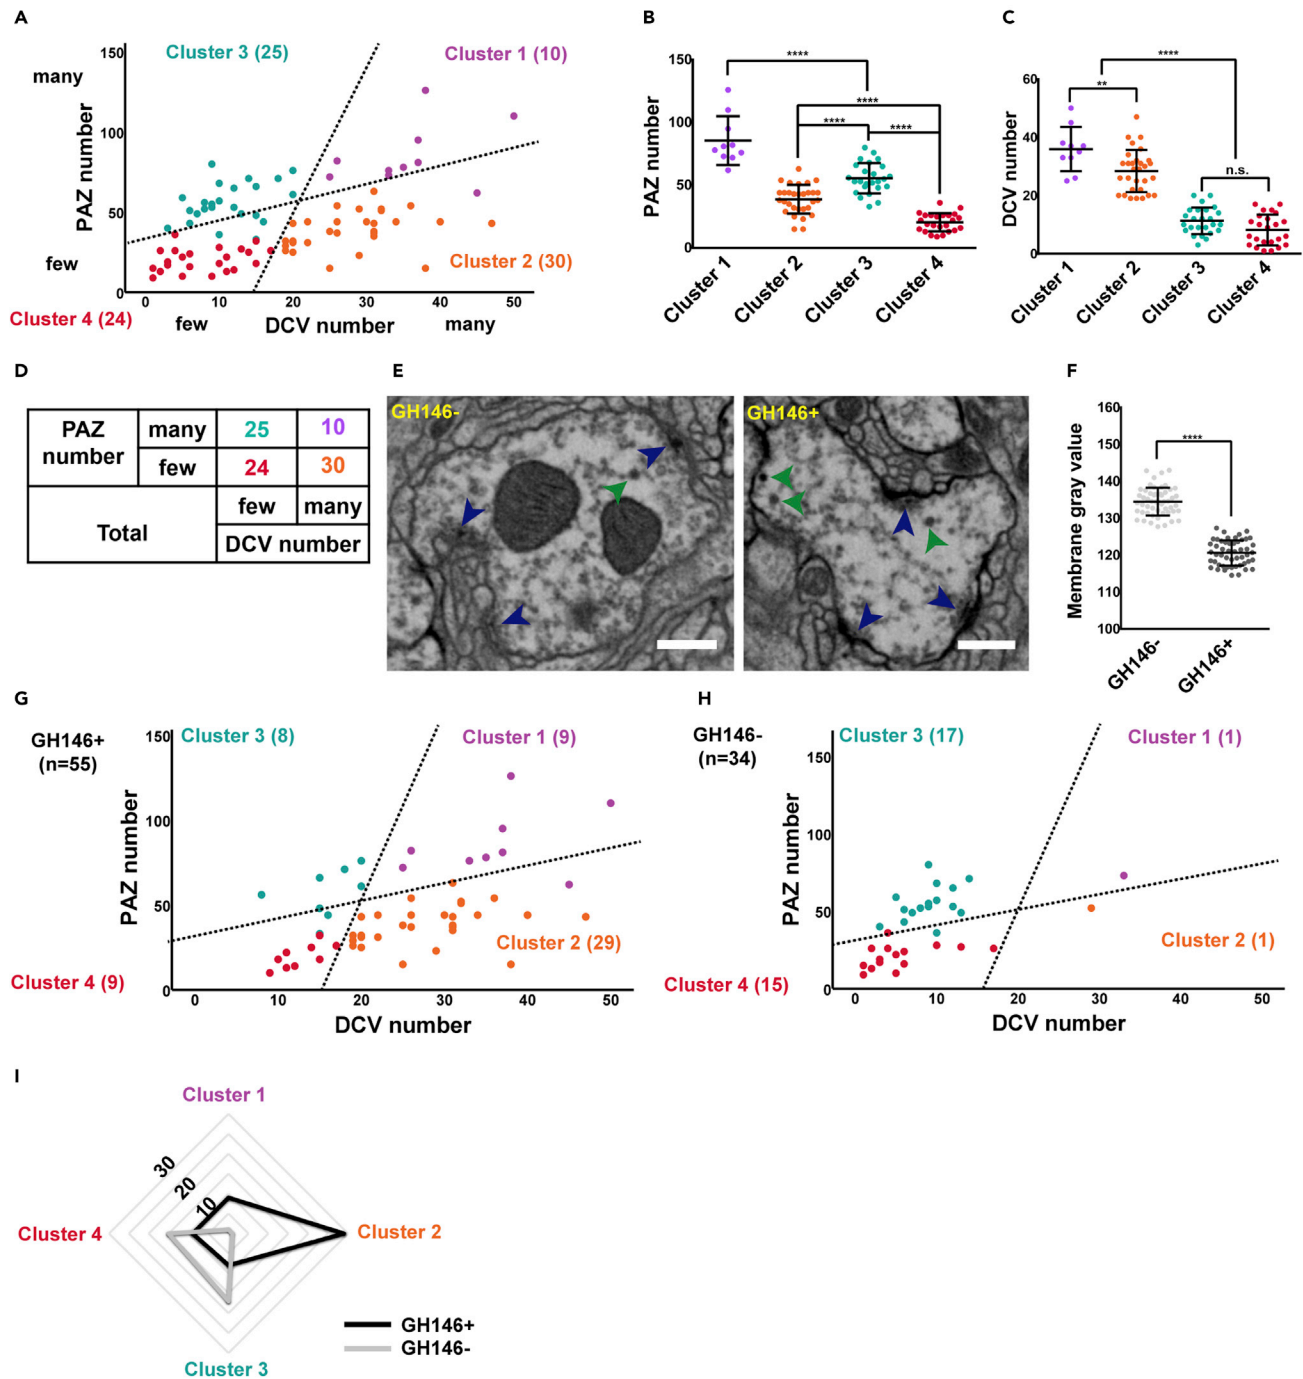 A
Cluster 3 (25)
Cluster 1 (10)
150
many
100
PAZ number
50
few
0
Cluster 2 (30)
0 10 20 30 40 50
Cluster 4 (24)
few
DCV number
many
B
150
****
****
100
****
****
PAZ number
50
0
Cluster 1
Cluster 2
Cluster 3
Cluster 4
C
60
****
**
40
DCV number
n.s.
20
0
Cluster 1
Cluster 2
Cluster 3
Cluster 4
D
PAZ number
many 25 10
few 24 30
Total
few many
DCV number
E
GH146-
GH146+
F
160
150
****
140
130
120
110
100
Membrane gray value
GH146-
GH146+
G
GH146+
(n=55)
150
Cluster 3 (8)
Cluster 1 (9)
100
PAZ number
50
Cluster 2 (29)
Cluster 4 (9)
0
0 10 20 30 40 50
DCV number
H
GH146-
(n=34)
Cluster 3 (17)
Cluster 1 (1)
150
100
PAZ number
50
Cluster 2 (1)
Cluster 4 (15)
0
0 10 20 30 40 50
DCV number
I
Cluster 1
30
20
10
Cluster 4
Cluster 2
GH146+
GH146-
Cluster 3